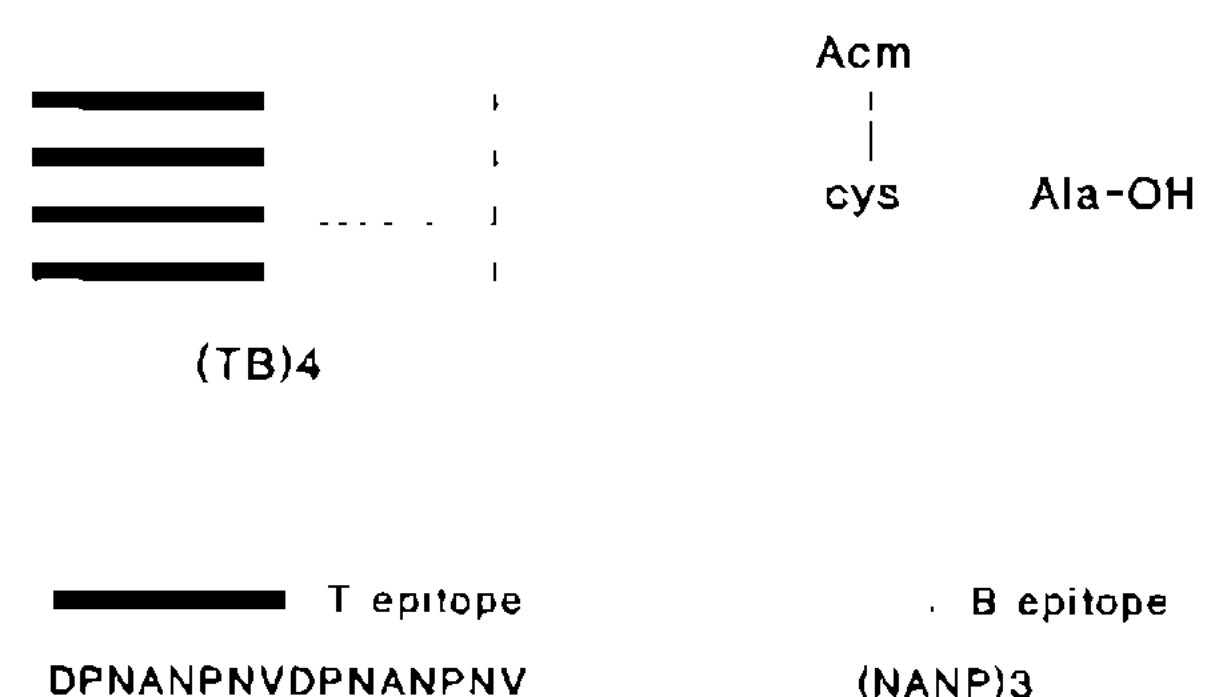 Acm
cys Ala-OH
(TB)4
T epitope B epitope
DPNANPNVDPNANPNV (NANP)3